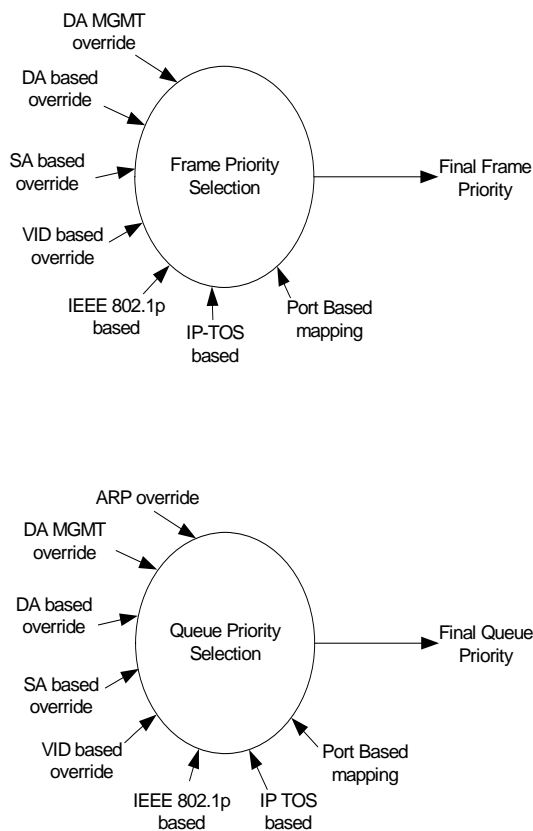 DA MGMT
override
DA based
override
SA based
override
VID based
override
IEEE 802.1p
based
IP-TOS
based
Port Based
mapping
Frame Priority
Selection
Final Frame
Priority
ARP override
DA MGMT
override
DA based
override
SA based
override
VID based
override
IEEE 802.1p
based
IP TOS
based
Port Based
mapping
Queue Priority
Selection
Final Queue
Priority